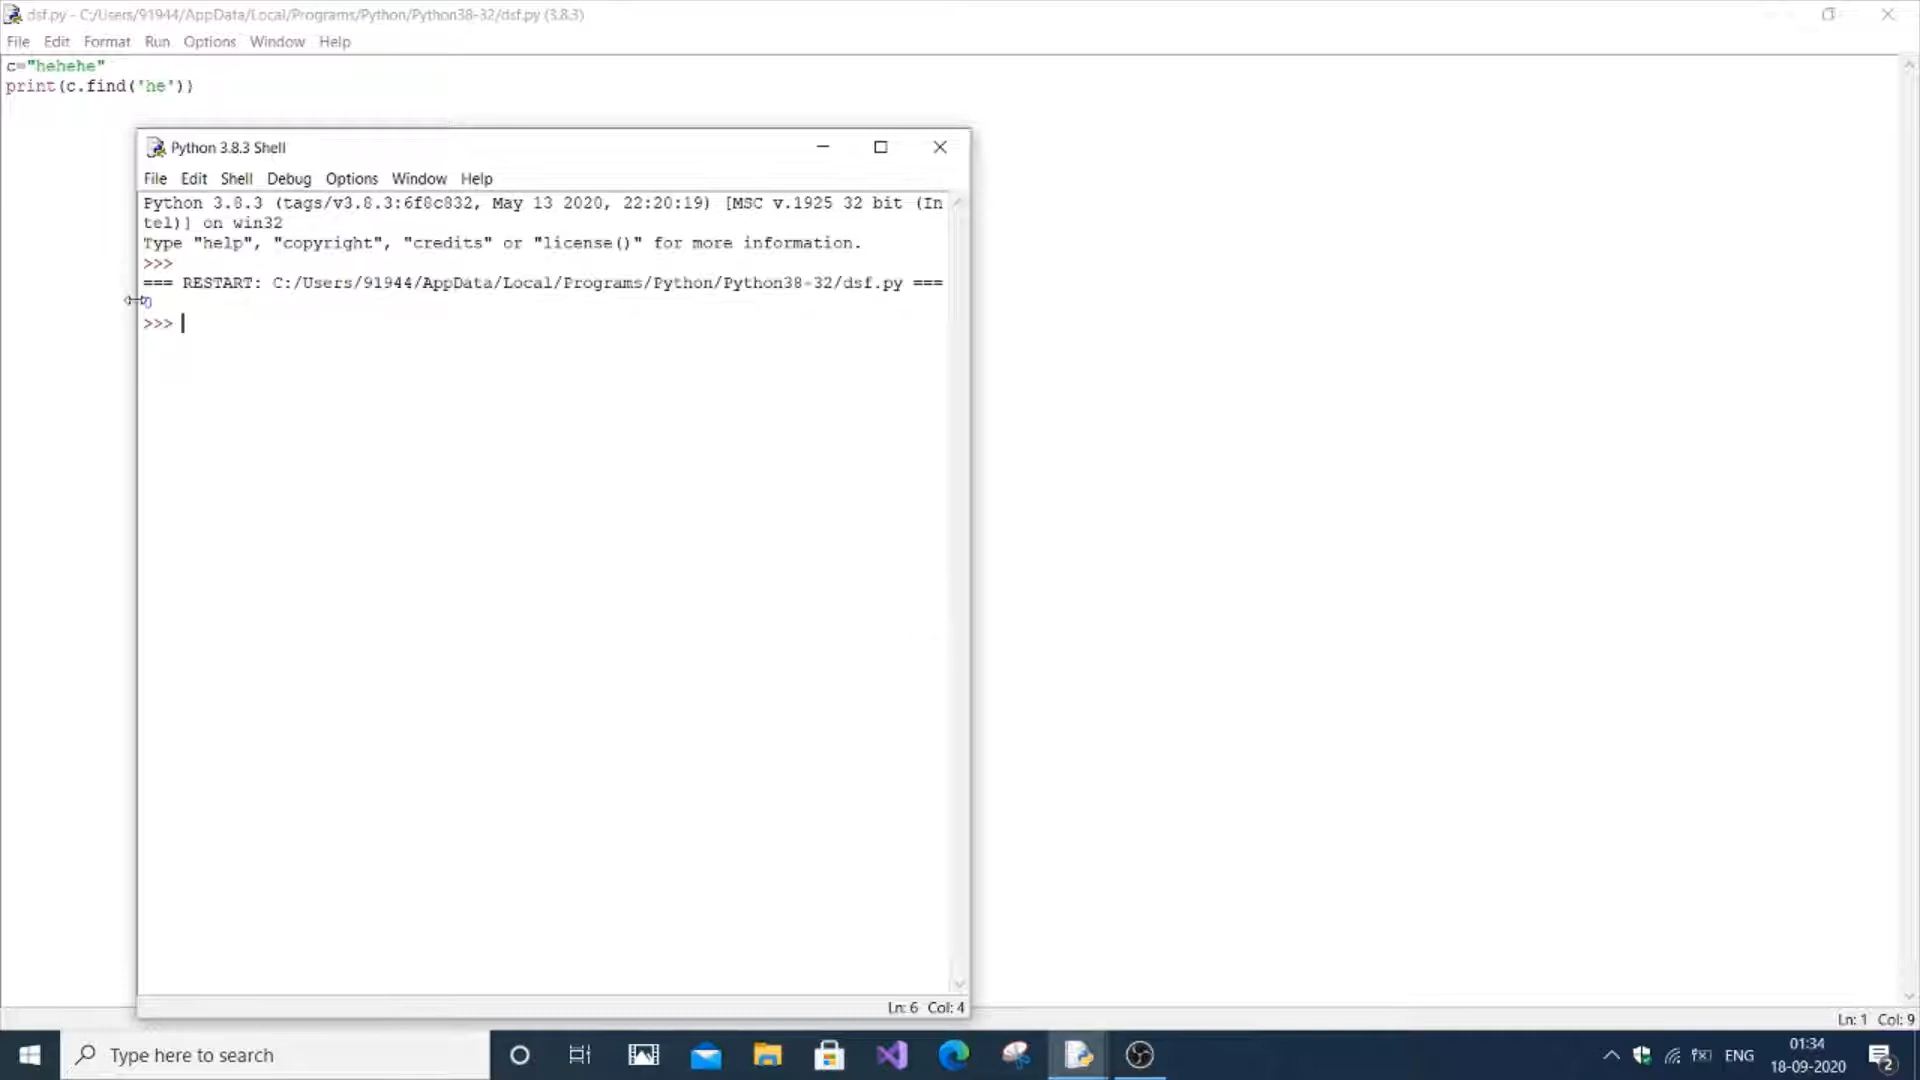 dsf.py - C:/Users/91944/AppData/Local/Programs/Python/Python38-32/dsf.py (3.8.3)
File Edit Format Run Options Window Help
c="hehehe"
print(c.find('he'))
Python 3.8.3 Shell
File Edit Shell Debug Options Window Help
Python 3.8.3 (tags/v3.8.3:6f8c832, May 13 2020, 22:20:19) [MSC v.1925 32 bit (In
tel)] on win32
Type "help", "copyright", "credits" or "license()" for more information.
>>>
=== RESTART: C:/Users/91944/AppData/Local/Programs/Python/Python38-32/dsf.py ===
0
>>>
Ln: 6 Col: 4
Ln: 1 Col: 9
Type here to search
ENG
01:34
18-09-2020
2